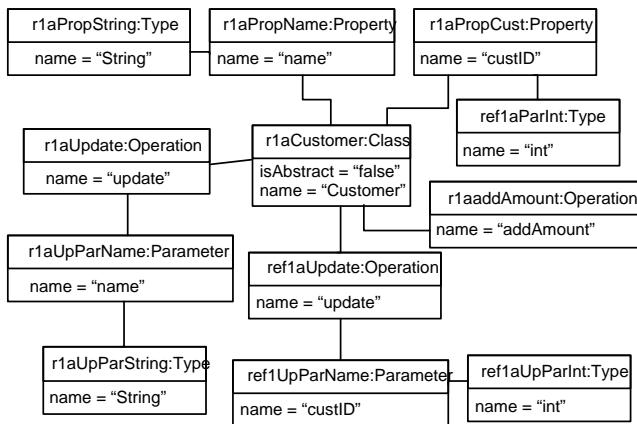 r1aPropString:Type
name = “String”
r1aPropName:Property
name = “name”
r1aPropCust:Property
name = “custID”
ref1aParInt:Type
name = “int”
r1aUpdate:Operation
name = “update”
r1aCustomer:Class
isAbstract = “false”
name = “Customer”
r1aaddAmount:Operation
name = “addAmount”
r1aUpParName:Parameter
name = “name”
ref1aUpdate:Operation
name = “update”
r1aUpParString:Type
name = “String”
ref1UpParName:Parameter
name = “custID”
ref1aUpParInt:Type
name = “int”